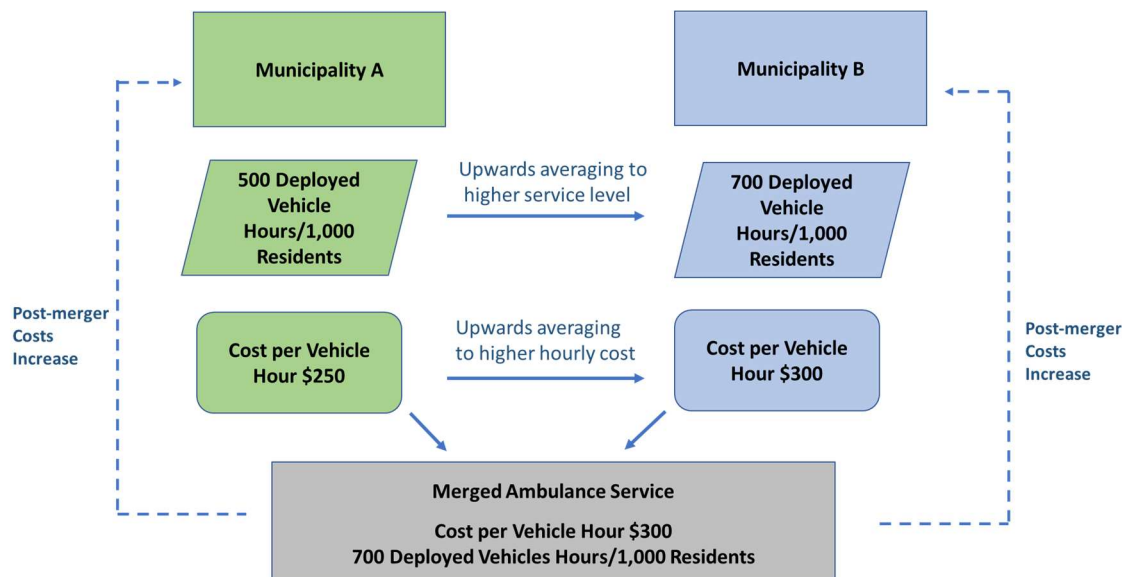 Municipality A
Municipality B
500 Deployed
Vehicle
Hours/1,000
Residents
Upwards averaging to
higher service level
700 Deployed
Vehicle
Hours/1,000
Residents
Post-merger
Costs
Increase
Cost per Vehicle
Hour $250
Upwards averaging
to higher hourly cost
Cost per Vehicle
Hour $300
Post-merger
Costs
Increase
Merged Ambulance Service
Cost per Vehicle Hour $300
700 Deployed Vehicles Hours/1,000 Residents